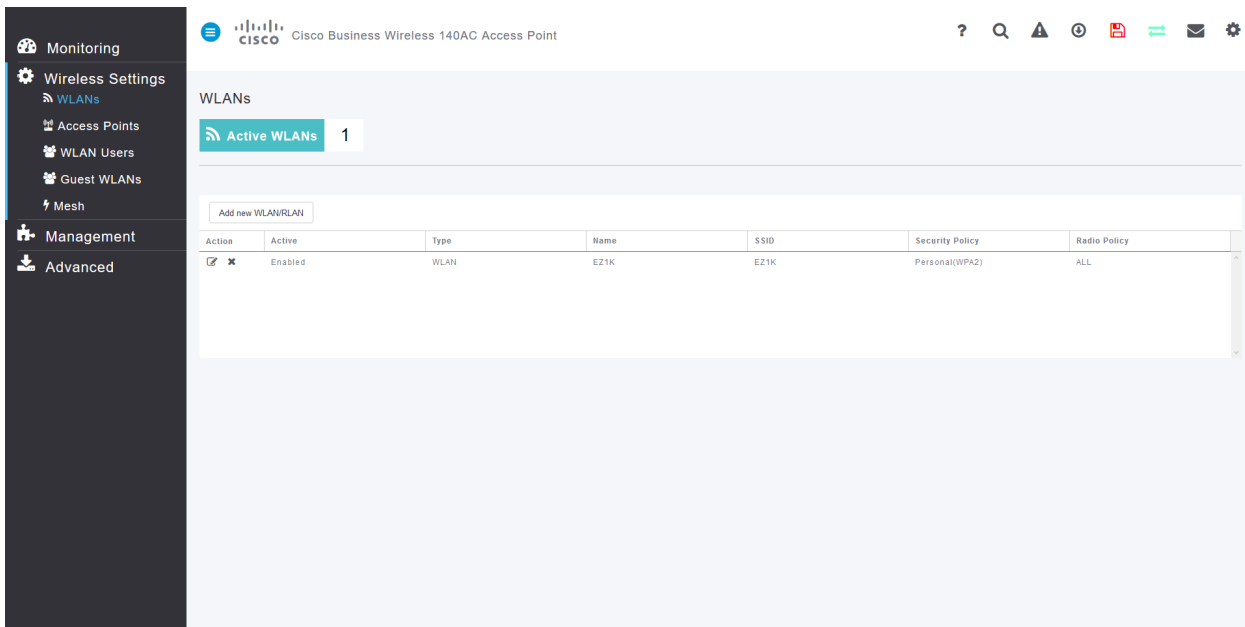 Monitoring
Wireless Settings
WLANs
Access Points
WLAN Users
Guest WLANs
Mesh
Management
Advanced
CISCO Cisco Business Wireless 140AC Access Point
?
WLANs
Active WLANs 1
Add new WLAN/RLAN
Action Active Type Name SSID Security Policy Radio Policy
Enabled WLAN EZ1K EZ1K Personal(WPA2) ALL